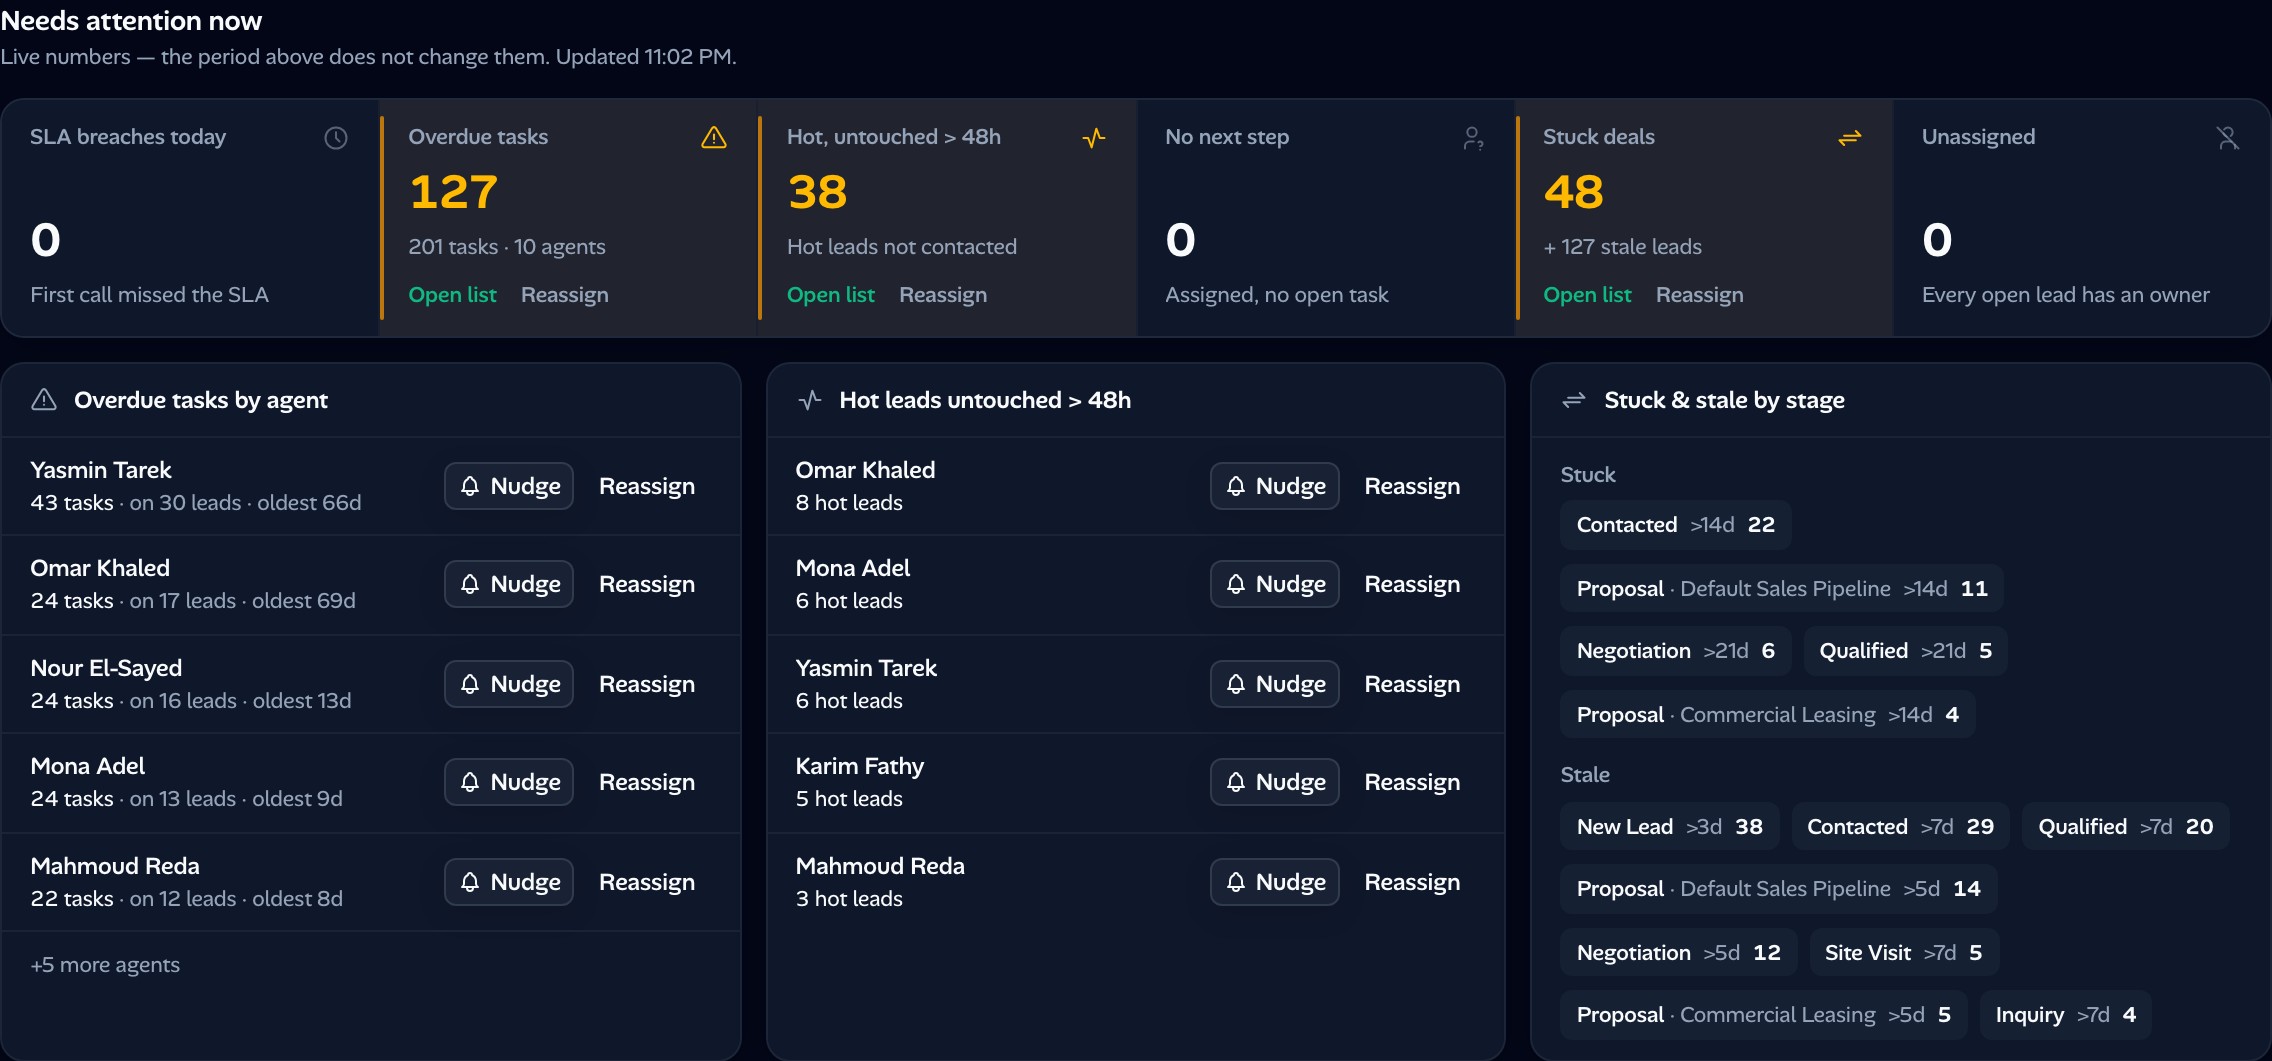 Needs attention now
Live numbers — the period above does not change them. Updated 11:02 PM.
SLA breaches today
0
First call missed the SLA
Overdue tasks
127
201 tasks · 10 agents
Open list Reassign
Hot, untouched > 48h
38
Hot leads not contacted
Open list Reassign
No next step
0
Assigned, no open task
Stuck deals
48
+ 127 stale leads
Open list Reassign
Unassigned
0
Every open lead has an owner
Overdue tasks by agent
Yasmin Tarek
43 tasks · on 30 leads · oldest 66d
Nudge Reassign
Omar Khaled
24 tasks · on 17 leads · oldest 69d
Nudge Reassign
Nour El-Sayed
24 tasks · on 16 leads · oldest 13d
Nudge Reassign
Mona Adel
24 tasks · on 13 leads · oldest 9d
Nudge Reassign
Mahmoud Reda
22 tasks · on 12 leads · oldest 8d
Nudge Reassign
+5 more agents
Hot leads untouched > 48h
Omar Khaled
8 hot leads
Nudge Reassign
Mona Adel
6 hot leads
Nudge Reassign
Yasmin Tarek
6 hot leads
Nudge Reassign
Karim Fathy
5 hot leads
Nudge Reassign
Mahmoud Reda
3 hot leads
Nudge Reassign
Stuck & stale by stage
Stuck
Contacted >14d 22
Proposal · Default Sales Pipeline >14d 11
Negotiation >21d 6 Qualified >21d 5
Proposal · Commercial Leasing >14d 4
Stale
New Lead >3d 38 Contacted >7d 29 Qualified >7d 20
Proposal · Default Sales Pipeline >5d 14
Negotiation >5d 12 Site Visit >7d 5
Proposal · Commercial Leasing >5d 5 Inquiry >7d 4